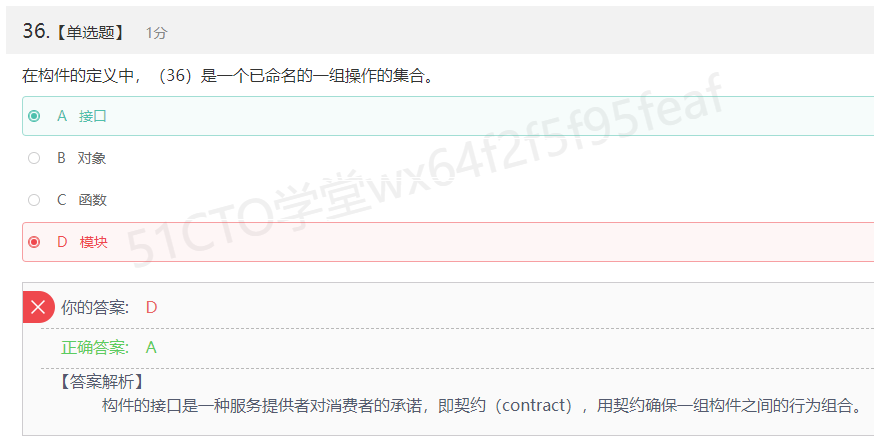 36.【单选题】 1分
在构件的定义中，（36）是一个已命名的一组操作的集合。
A 接口
B 对象
C 函数
D 模块
51CTO学堂wx64f2f5f95feaf
你的答案: D
正确答案: A
【答案解析】
构件的接口是一种服务提供者对消费者的承诺，即契约（contract），用契约确保一组构件之间的行为组合。